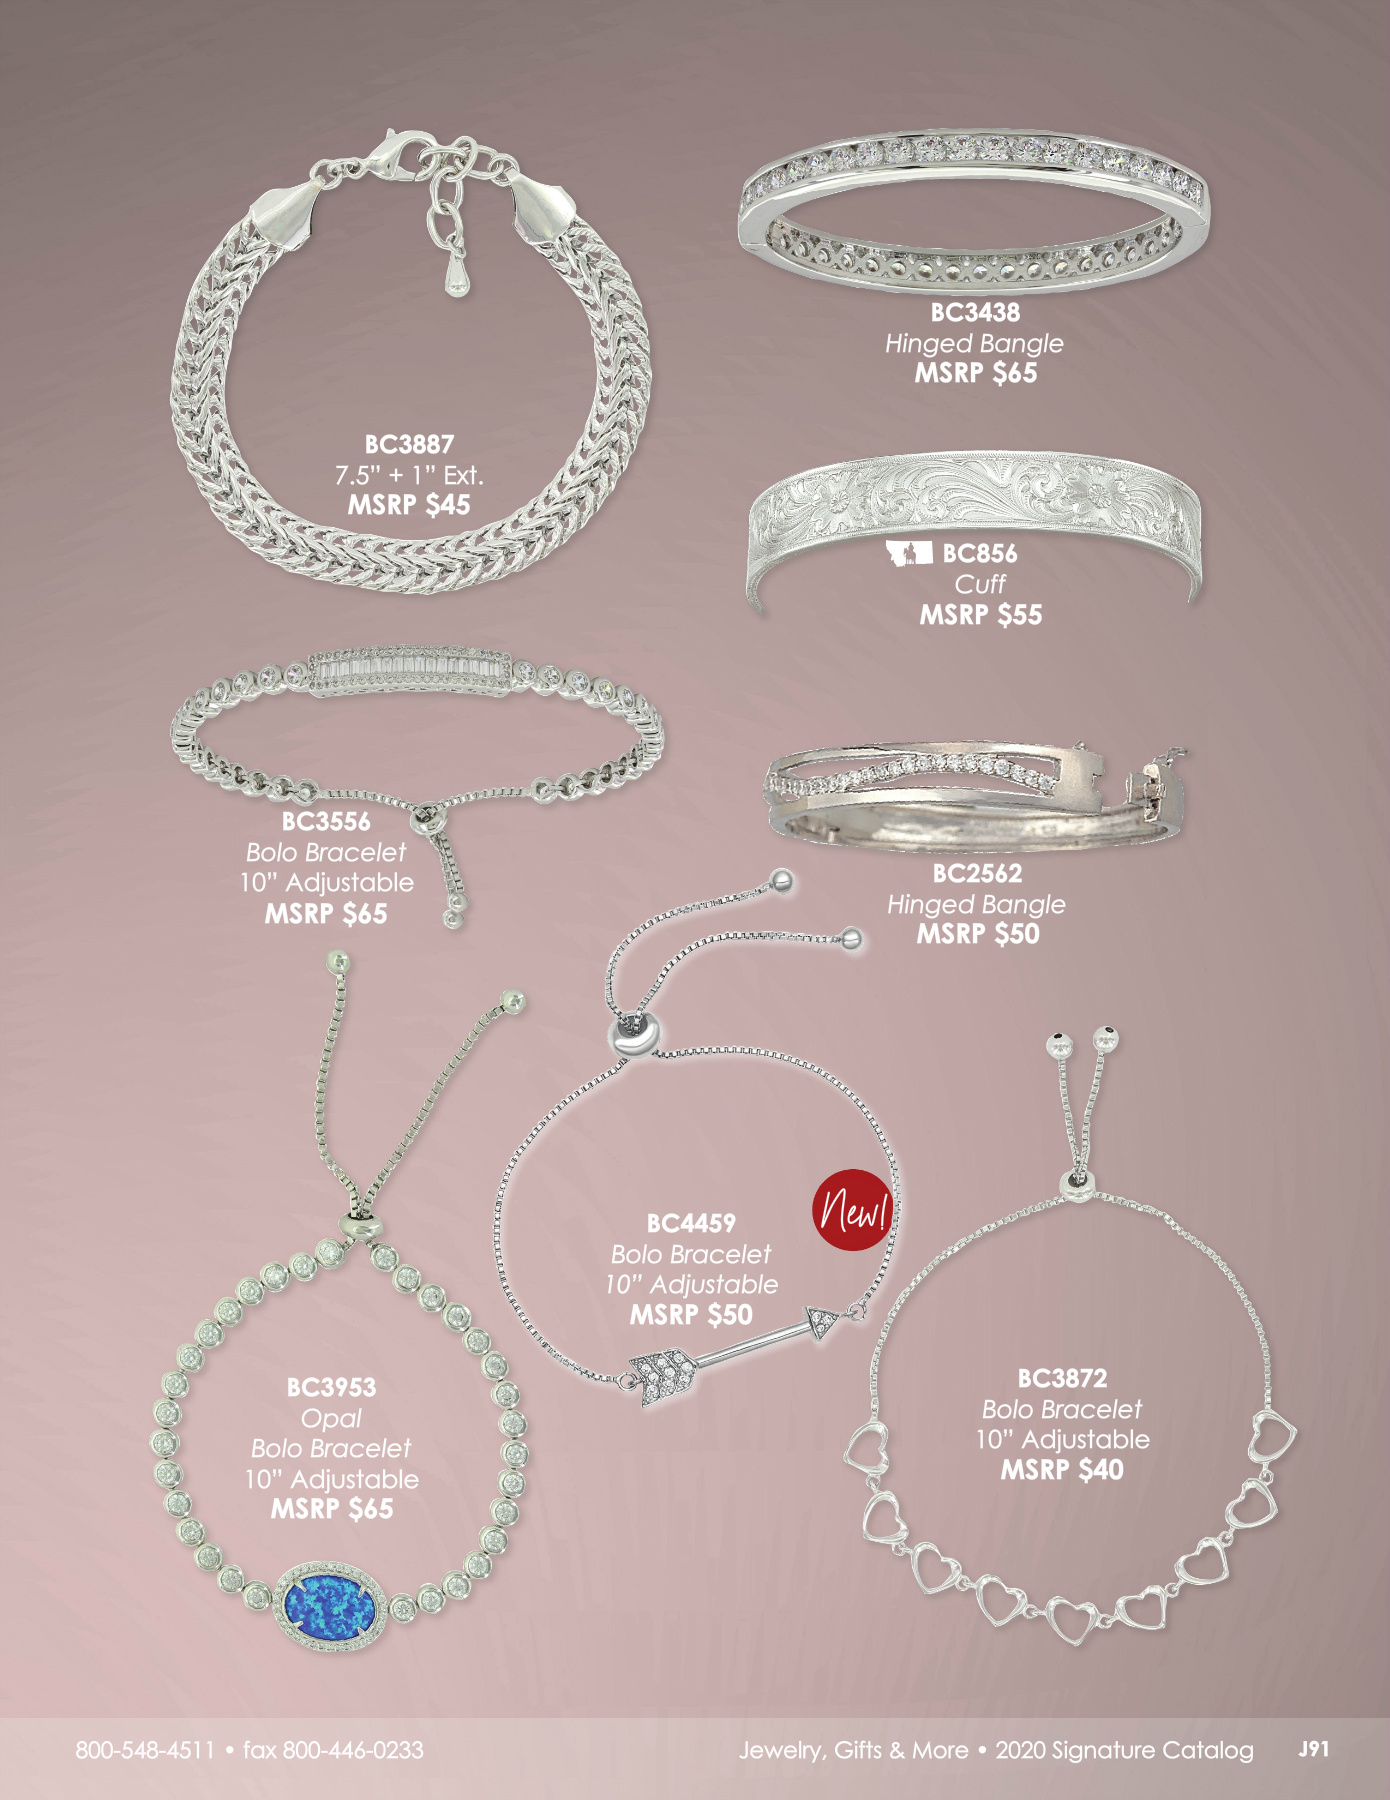 BC3887
7.5” + 1” Ext.
MSRP $45
BC3438
Hinged Bangle
MSRP $65
BC856
Cuff
MSRP $55
BC3556
Bolo Bracelet
10” Adjustable
MSRP $65
BC2562
Hinged Bangle
MSRP $50
BC4459
Bolo Bracelet
10” Adjustable
MSRP $50
New!
BC3953
Opal
Bolo Bracelet
10” Adjustable
MSRP $65
BC3872
Bolo Bracelet
10” Adjustable
MSRP $40
800-548-4511 • fax 800-446-0233
Jewelry, Gifts & More • 2020 Signature Catalog J91